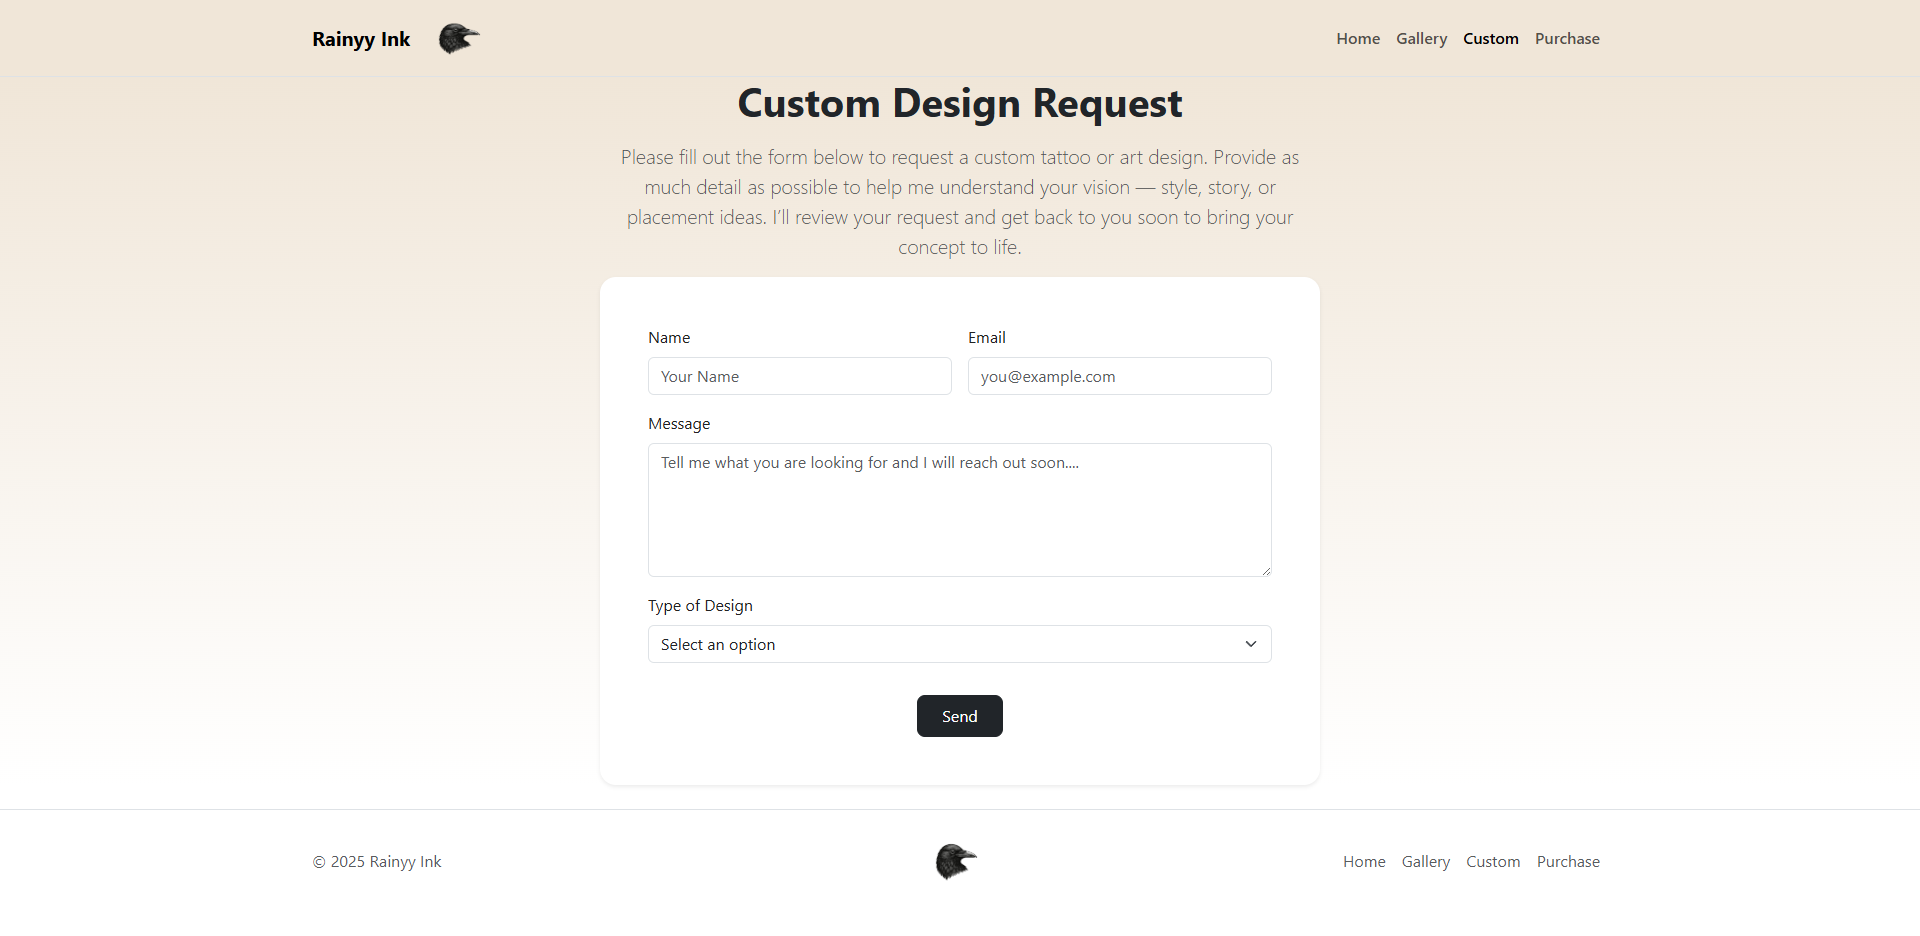 Rainyy Ink
Home Gallery Custom Purchase
Custom Design Request
Please fill out the form below to request a custom tattoo or art design. Provide as
much detail as possible to help me understand your vision — style, story, or
placement ideas. I’ll review your request and get back to you soon to bring your
concept to life.
Name Email
Your Name you@example.com
Message
Tell me what you are looking for and I will reach out soon....
Type of Design
Select an option
Send
© 2025 Rainyy Ink Home Gallery Custom Purchase